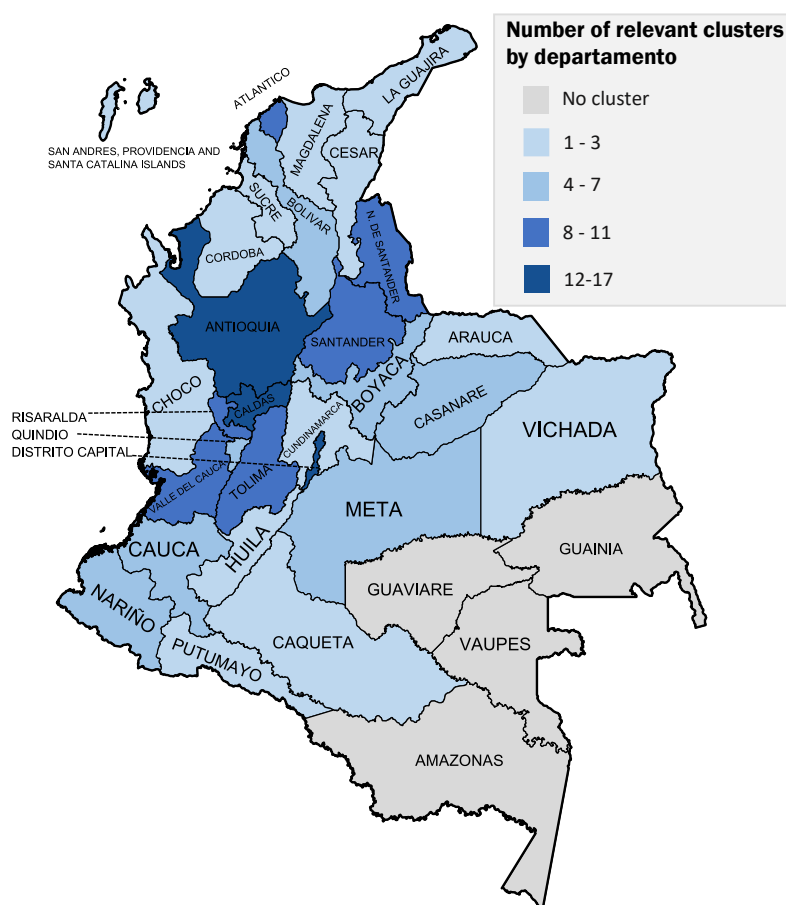 Number of relevant clusters
by departamento
No cluster
1 - 3
4 - 7
8 - 11
12-17
LA GUAJIRA
ATLANTICO
MAGDALENA
SAN ANDRES, PROVIDENCIA AND
SANTA CATALINA ISLANDS
CESAR
SUCRE
BOLIVAR
N. DE SANTANDER
CORDOBA
ANTIOQUIA
SANTANDER
ARAUCA
BOYACA
CHOCO
CALDAS
CASANARE
RISARALDA
QUINDIO
DISTRITO CAPITAL
CUNDINAMARCA
VICHADA
VALLE DEL CAUCA
TOLIMA
META
CAUCA
HUILA
GUAINIA
GUAVIARE
NARIÑO
PUTUMAYO
CAQUETA
VAUPES
AMAZONAS